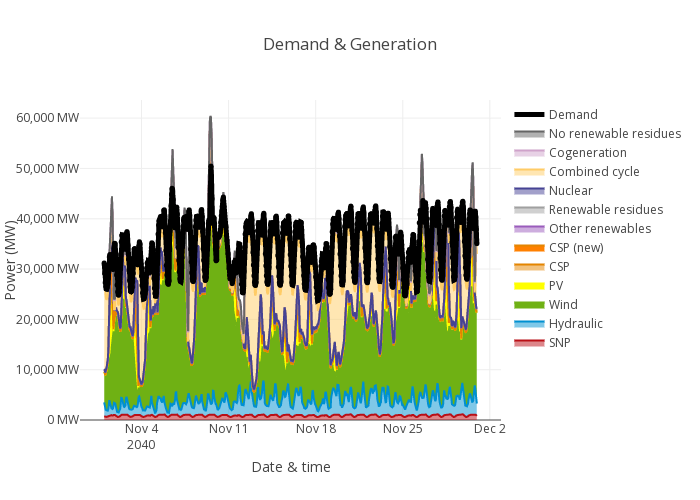 Demand & Generation
60,000 MW
50,000 MW
40,000 MW
30,000 MW
20,000 MW
10,000 MW
0 MW
Power (MW)
Nov 4
2040
Nov 11
Nov 18
Nov 25
Dec 2
Date & time
Demand
No renewable residues
Cogeneration
Combined cycle
Nuclear
Renewable residues
Other renewables
CSP (new)
CSP
PV
Wind
Hydraulic
SNP